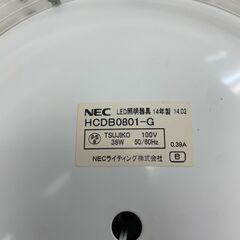 NEC LED照明器具 14年製 14.02
HCDB0801-G
PS E TSUJIKO 100V
38W 50/60Hz 0.39A
NECライティング株式会社 B